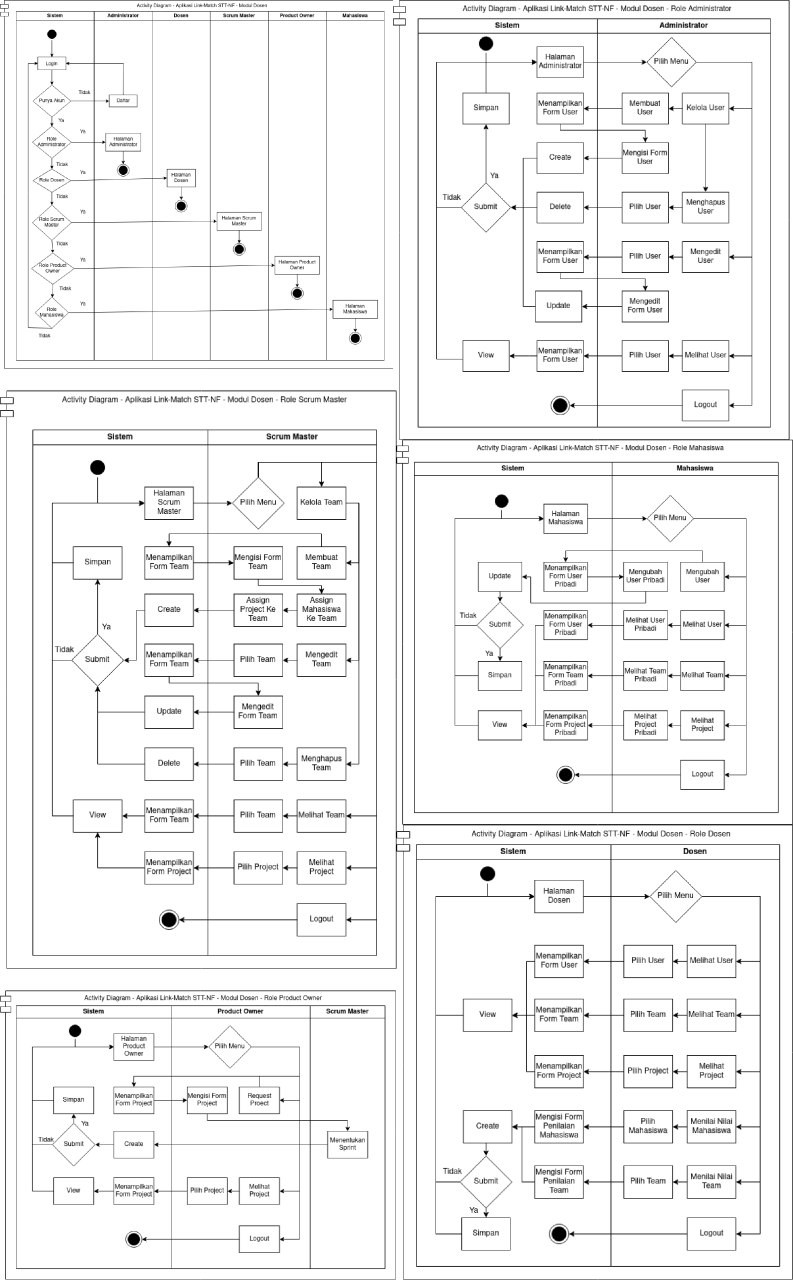 Activity Diagram - Aplikasi Link-Match STT-NF - Modul Dosen
Sistem
Administrator
Dosen
Scrum Master
Product Owner
Mahasiswa
Login
Punya Akun
Tidak
Daftar
Ya
Role
Administrator
Ya
Halaman
Administrator
Tidak
Role Dosen
Ya
Halaman
Dosen
Tidak
Role Scrum
Master
Ya
Halaman Scrum
Master
Tidak
Role Product
Owner
Ya
Halaman Product
Owner
Tidak
Role
Mahasiswa
Ya
Halaman
Mahasiswa
Tidak
Activity Diagram - Aplikasi Link-Match STT-NF - Modul Dosen - Role Administrator
Sistem
Administrator
Halaman
Administrator
Pilih Menu
Simpan
Menampilkan
Form User
Membuat
User
Kelola User
Ya
Create
Mengisi Form
User
Tidak
Submit
Delete
Pilih User
Menghapus
User
Menampilkan
Form User
Pilih User
Mengedit
User
Update
Mengedit
Form User
View
Menampilkan
Form User
Pilih User
Melihat User
Logout
Activity Diagram - Aplikasi Link-Match STT-NF - Modul Dosen - Role Scrum Master
Sistem
Scrum Master
Halaman
Scrum
Master
Pilih Menu
Kelola Team
Simpan
Menampilkan
Form Team
Mengisi Form
Team
Membuat
Team
Ya
Create
Assign
Project Ke
Team
Assign
Mahasiswa
Ke Team
Tidak
Submit
Menampilkan
Form Team
Pilih Team
Mengedit
Team
Update
Mengedit
Form Team
Delete
Pilih Team
Menghapus
Team
View
Menampilkan
Form Team
Pilih Team
Melihat Team
Menampilkan
Form Project
Pilih Project
Melihat
Project
Logout
Activity Diagram - Aplikasi Link-Match STT-NF - Modul Dosen - Role Mahasiswa
Sistem
Mahasiswa
Halaman
Mahasiswa
Pilih Menu
Update
Menampilkan
Form User
Pribadi
Mengubah
User Pribadi
Mengubah
User
Tidak
Submit
Menampilkan
Form User
Pribadi
Melihat User
Pribadi
Melihat User
Ya
Simpan
Menampilkan
Form Team
Pribadi
Melihat Team
Pribadi
Melihat Team
View
Menampilkan
Form Project
Pribadi
Melihat
Project
Pribadi
Melihat
Project
Logout
Activity Diagram - Aplikasi Link-Match STT-NF - Modul Dosen - Role Product Owner
Sistem
Product Owner
Scrum Master
Halaman
Product
Owner
Pilih Menu
Simpan
Menampilkan
Form Project
Mengisi Form
Project
Request
Proect
Ya
Tidak
Submit
Create
Menentukan
Sprint
View
Menampilkan
Form Project
Pilih Project
Melihat
Project
Logout
Activity Diagram - Aplikasi Link-Match STT-NF - Modul Dosen - Role Dosen
Sistem
Dosen
Halaman
Dosen
Pilih Menu
Menampilkan
Form User
Pilih User
Melihat User
View
Menampilkan
Form Team
Pilih Team
Melihat Team
Menampilkan
Form Project
Pilih Project
Melihat
Project
Create
Mengisi Form
Penilaian
Mahasiswa
Pilih
Mahasiswa
Menilai Nilai
Mahasiswa
Tidak
Submit
Mengisi Form
Penilaian
Team
Pilih Team
Menilai Nilai
Team
Ya
Simpan
Logout